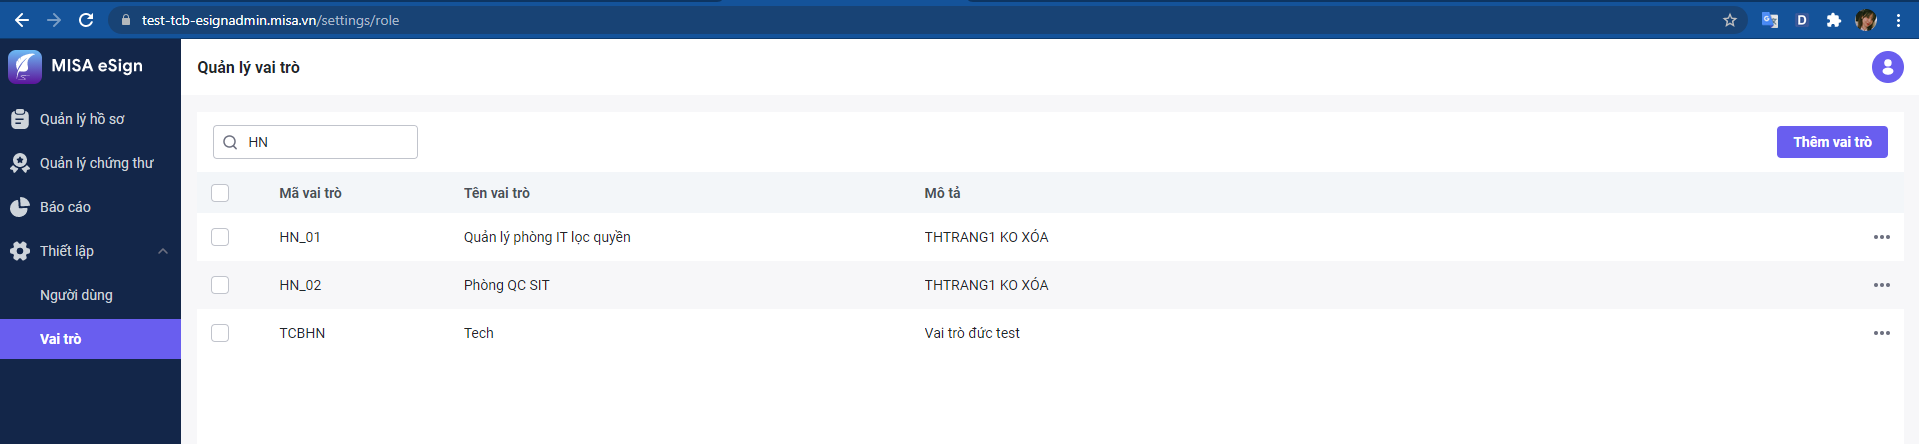 test-tcb-esignadmin.misa.vn/settings/role
MISA eSign
Quản lý vai trò
Quản lý hồ sơ
Quản lý chứng thư
Báo cáo
Thiết lập
Người dùng
Vai trò
HN
Thêm vai trò
Mã vai trò Tên vai trò Mô tả
HN_01 Quản lý phòng IT lọc quyền THTRANG1 KO XÓA
HN_02 Phòng QC SIT THTRANG1 KO XÓA
TCBHN Tech Vai trò đức test